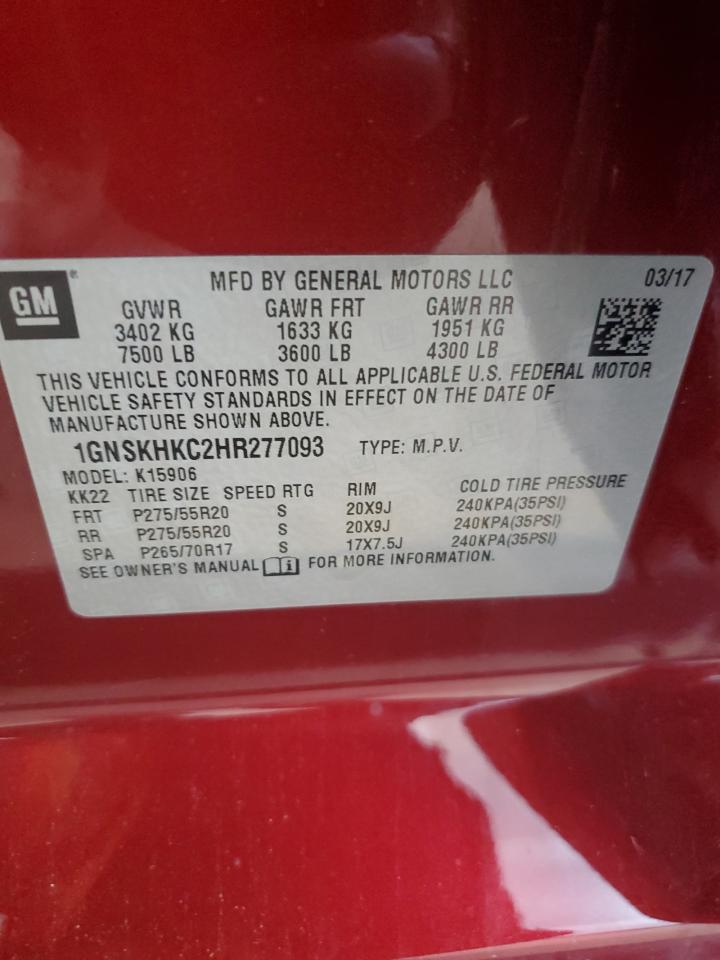 GM ®
MFD BY GENERAL MOTORS LLC 03/17
GVWR GAWR FRT GAWR RR
3402 KG 1633 KG 1951 KG
7500 LB 3600 LB 4300 LB
THIS VEHICLE CONFORMS TO ALL APPLICABLE U.S. FEDERAL MOTOR
VEHICLE SAFETY STANDARDS IN EFFECT ON THE DATE OF
MANUFACTURE SHOWN ABOVE.
1GNSKHKC2HR277093 TYPE: M.P.V.
MODEL: K15906
KK22 TIRE SIZE SPEED RTG RIM COLD TIRE PRESSURE
FRT P275/55R20 S 20X9J 240KPA(35PSI)
RR P275/55R20 S 20X9J 240KPA(35PSI)
SPA P265/70R17 S 17X7.5J 240KPA(35PSI)
SEE OWNER'S MANUAL i FOR MORE INFORMATION.